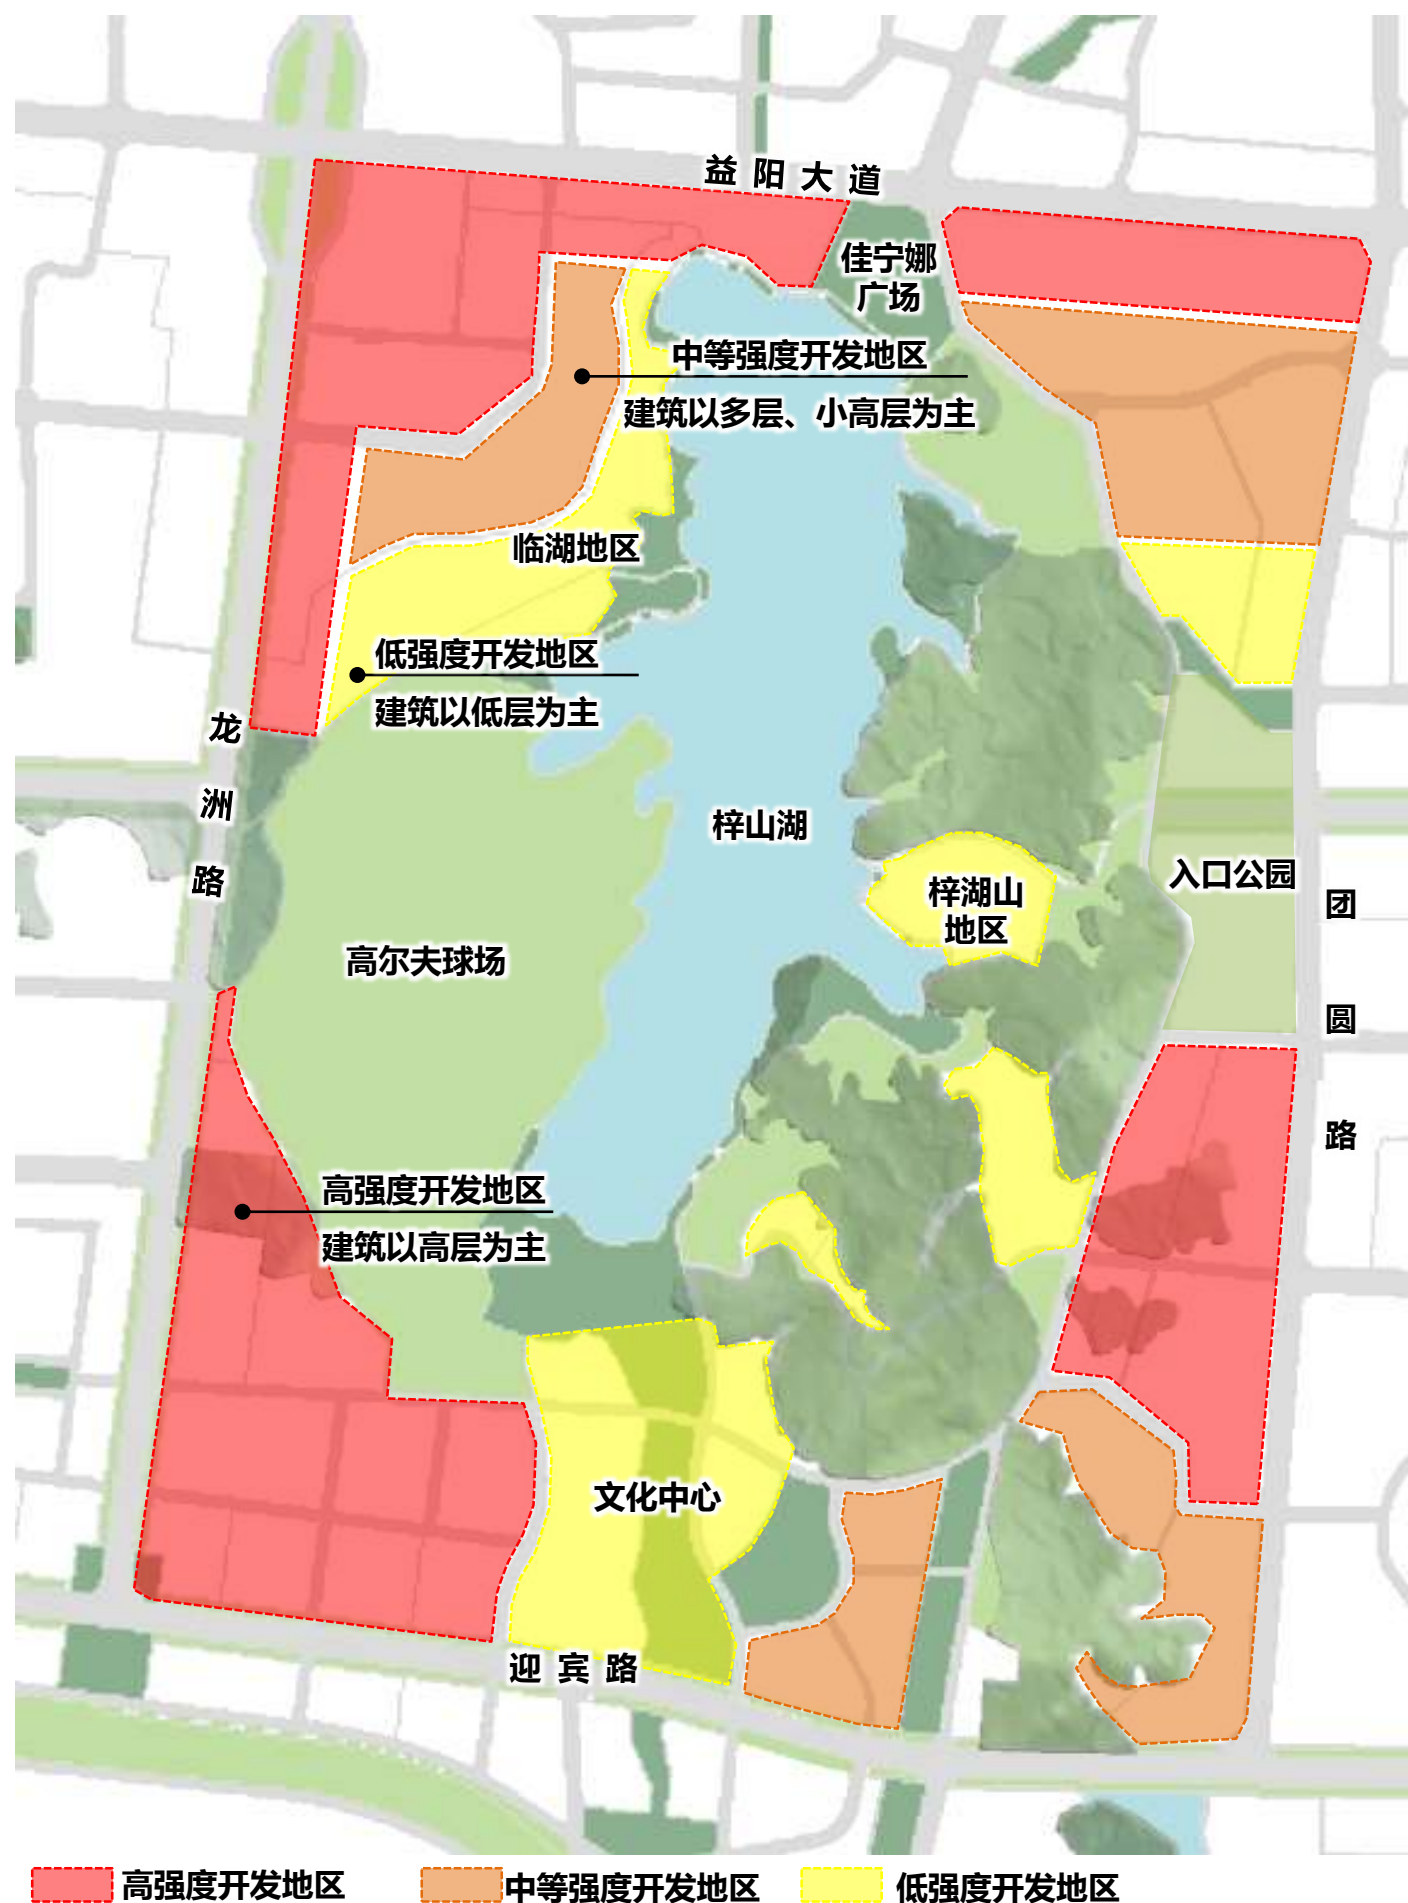 益阳大道
佳宁娜
广场
中等强度开发地区
建筑以多层、小高层为主
临湖地区
低强度开发地区
建筑以低层为主
龙洲路
梓山湖
入口公园
梓湖山
地区
团圆路
高尔夫球场
高强度开发地区
建筑以高层为主
文化中心
迎宾路
高强度开发地区
中等强度开发地区
低强度开发地区